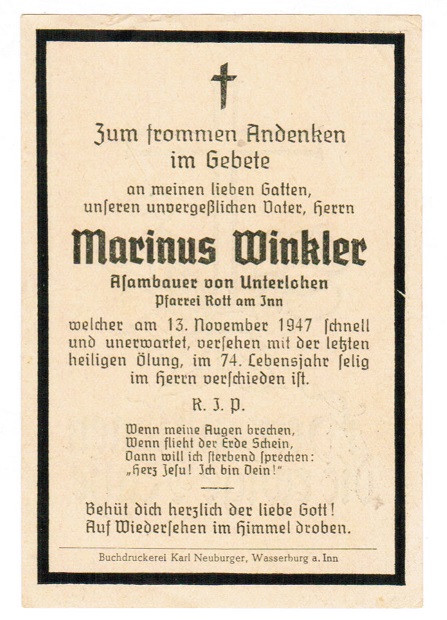 Zum frommen Andenken
im Gebete
an meinen lieben Gatten,
unseren unvergeßlichen Vater, Herrn
Marinus Winkler
Asambauer von Unterlohen
Pfarrei Rott am Inn
welcher am 13. November 1947 schnell
und unerwartet, versehen mit der letzten
heiligen Ölung, im 74. Lebensjahr selig
im Herrn verschieden ist.
R. I. P.
Wenn meine Augen brechen,
Wenn flieht der Erde Schein,
Dann will ich sterbend sprechen:
„Herz Jesu! Ich bin Dein!"
Behüt dich herzlich der liebe Gott!
Auf Wiedersehen im Himmel droben.
Buchdruckerei Karl Neuburger, Wasserburg a. Inn